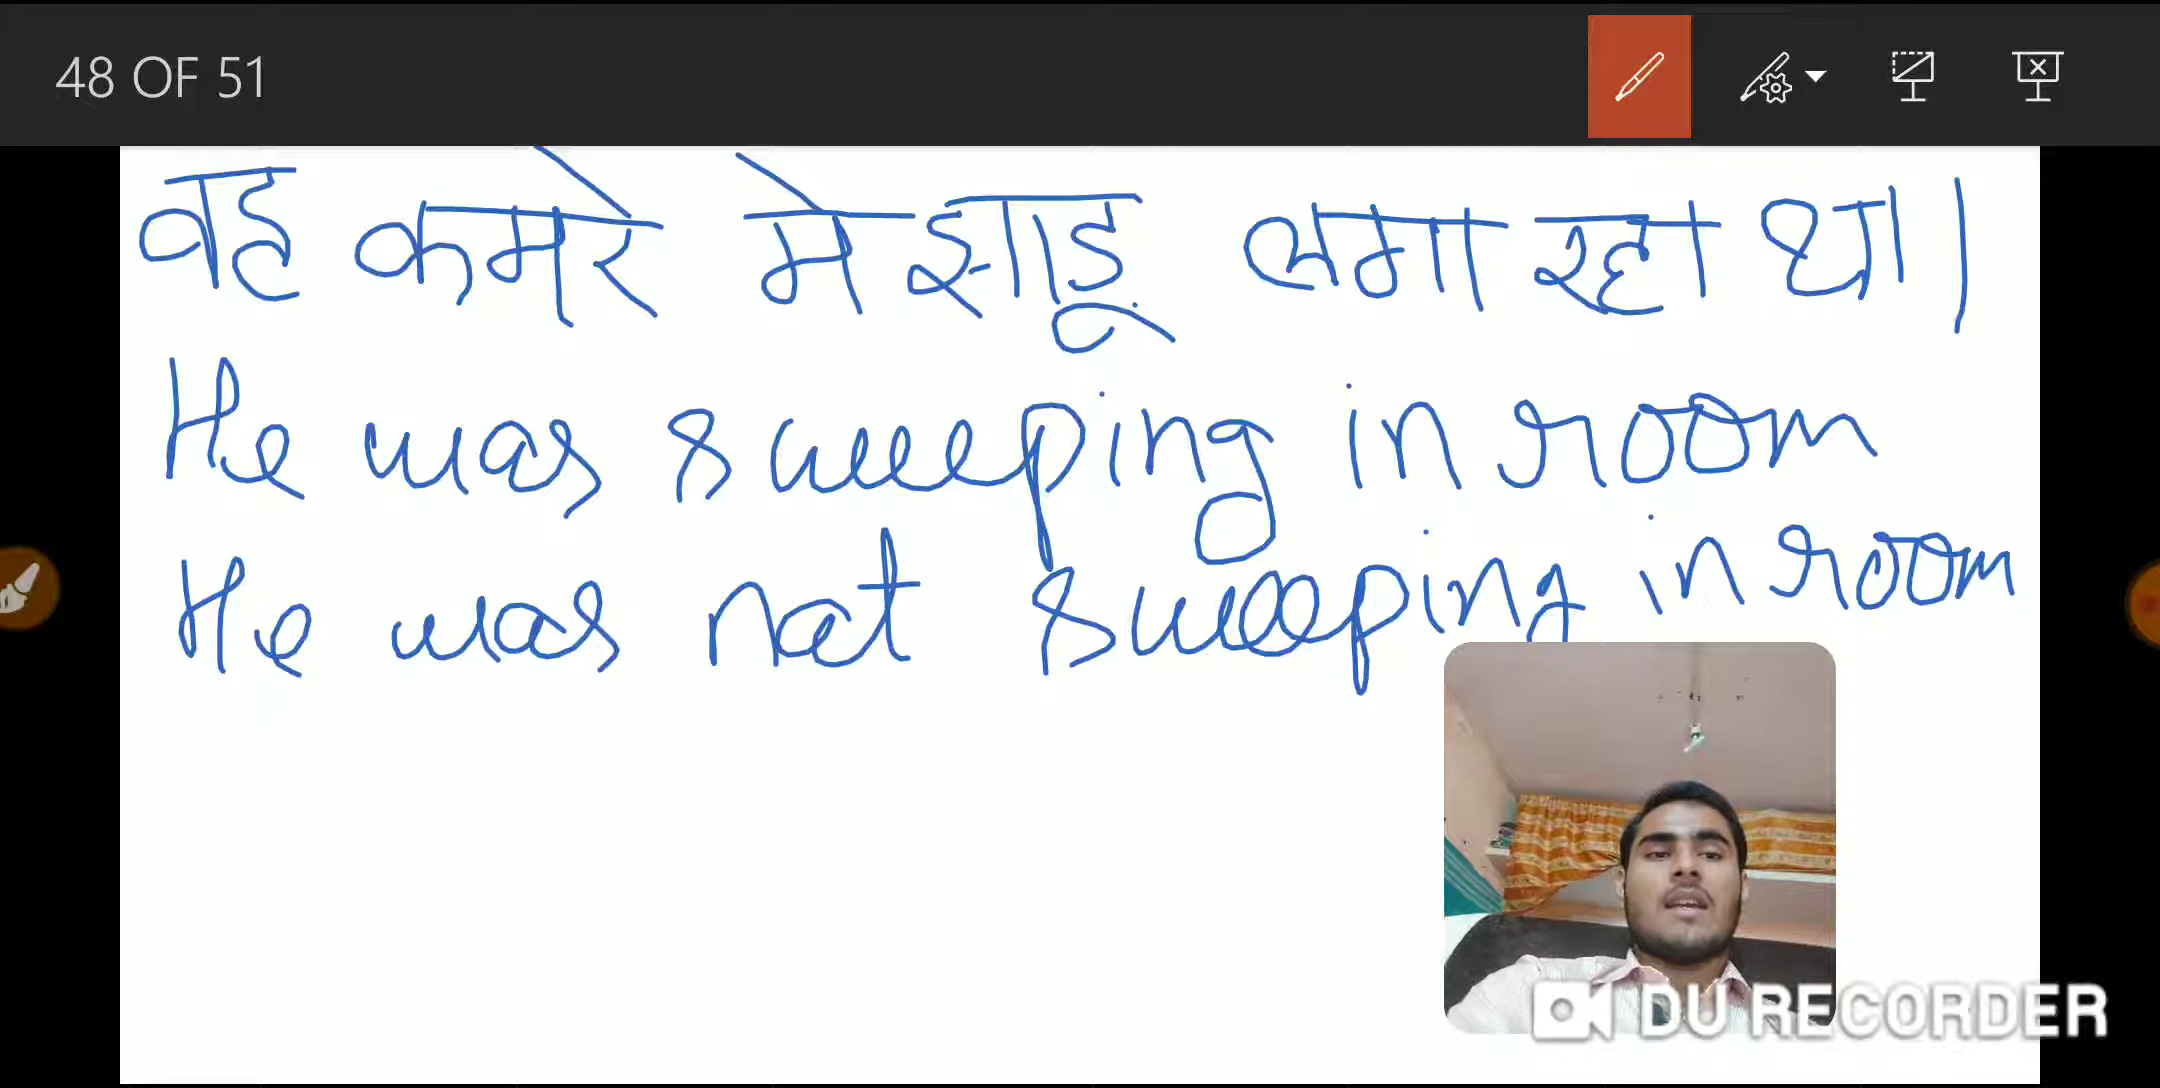 48 OF 51
वह कमरे मे झाडू लगा रहा था।
He was sweeping in room
He was not sweeping in room
DU RECORDER